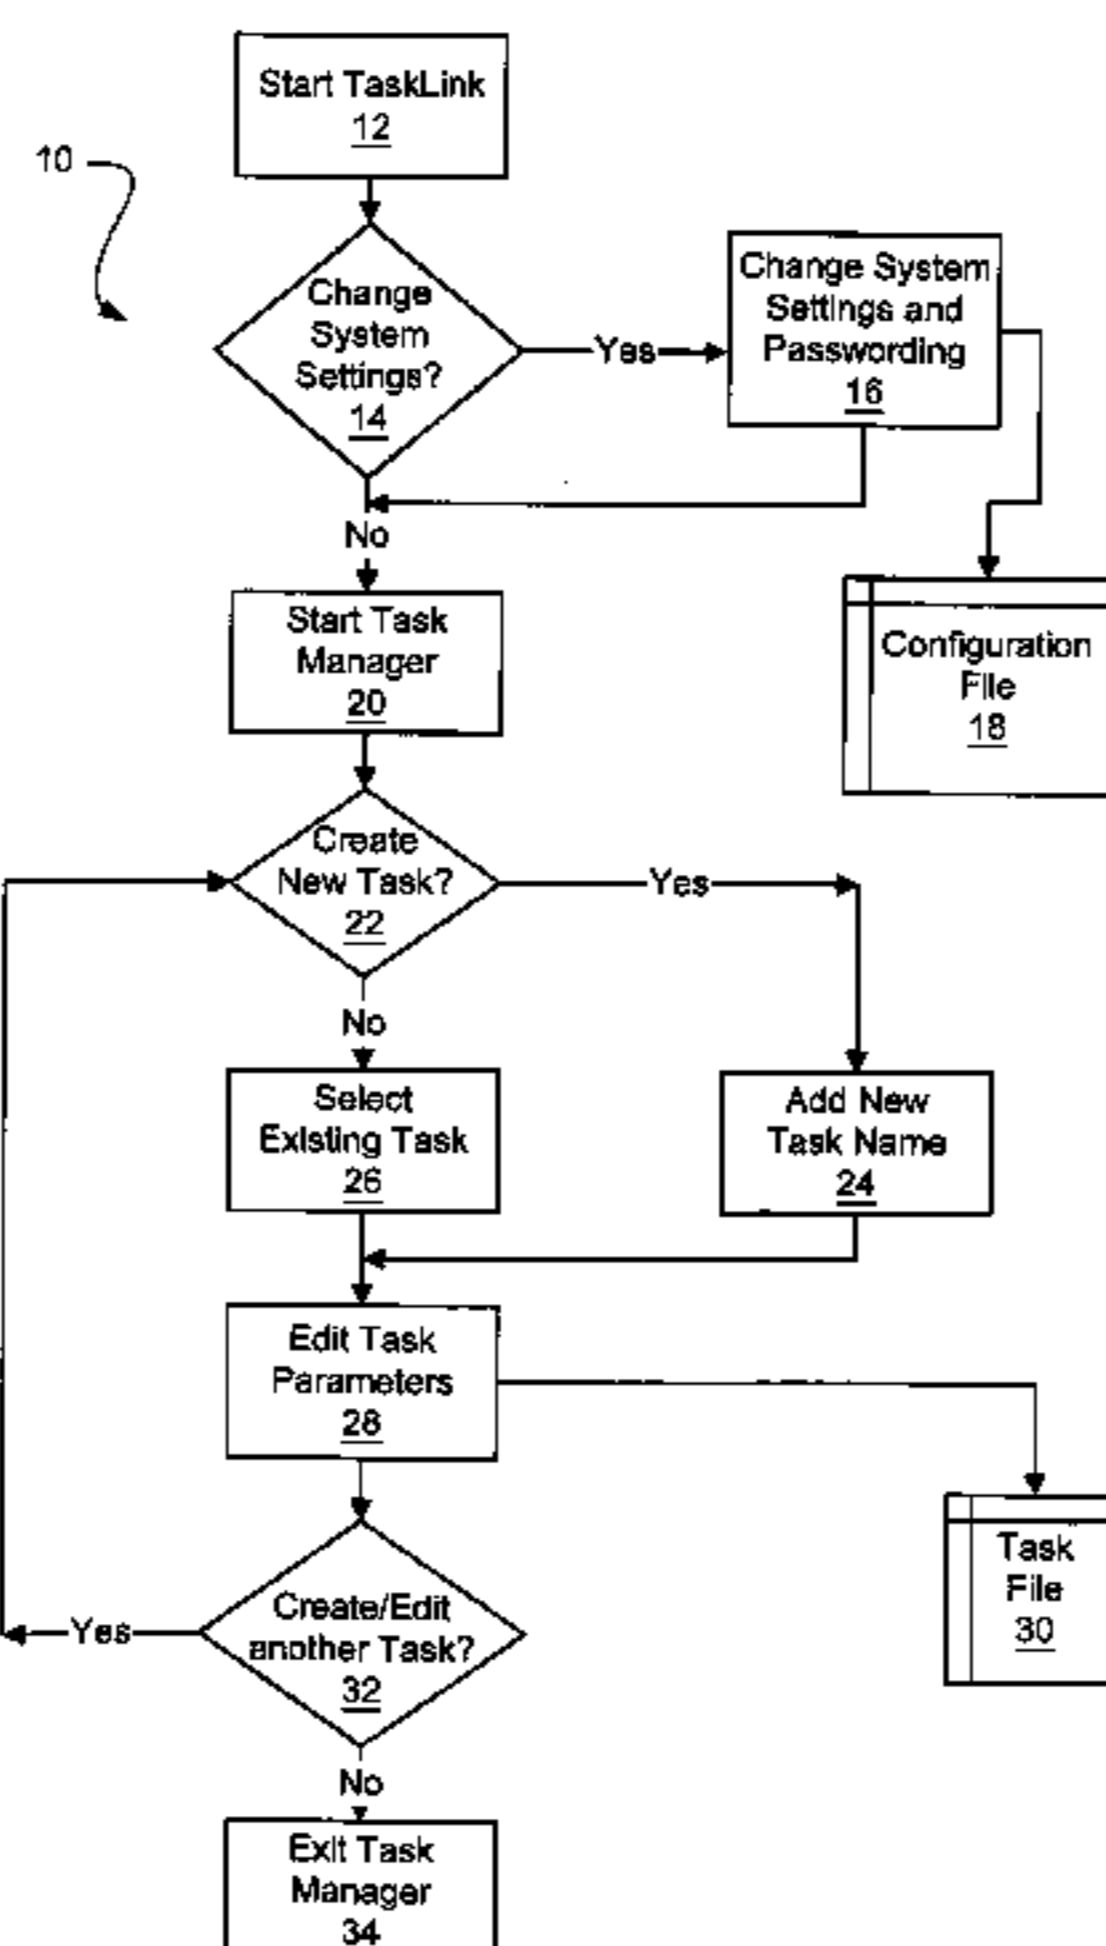 Start TaskLink
12
10
Change
System
Settings?
14
Yes
Change System
Settings and
Passwording
16
No
Start Task
Manager
20
Configuration
File
18
Create
New Task?
22
Yes
No
Select
Existing Task
26
Add New
Task Name
24
Edit Task
Parameters
28
Task
File
30
Create/Edit
another Task?
32
Yes
No
Exit Task
Manager
34